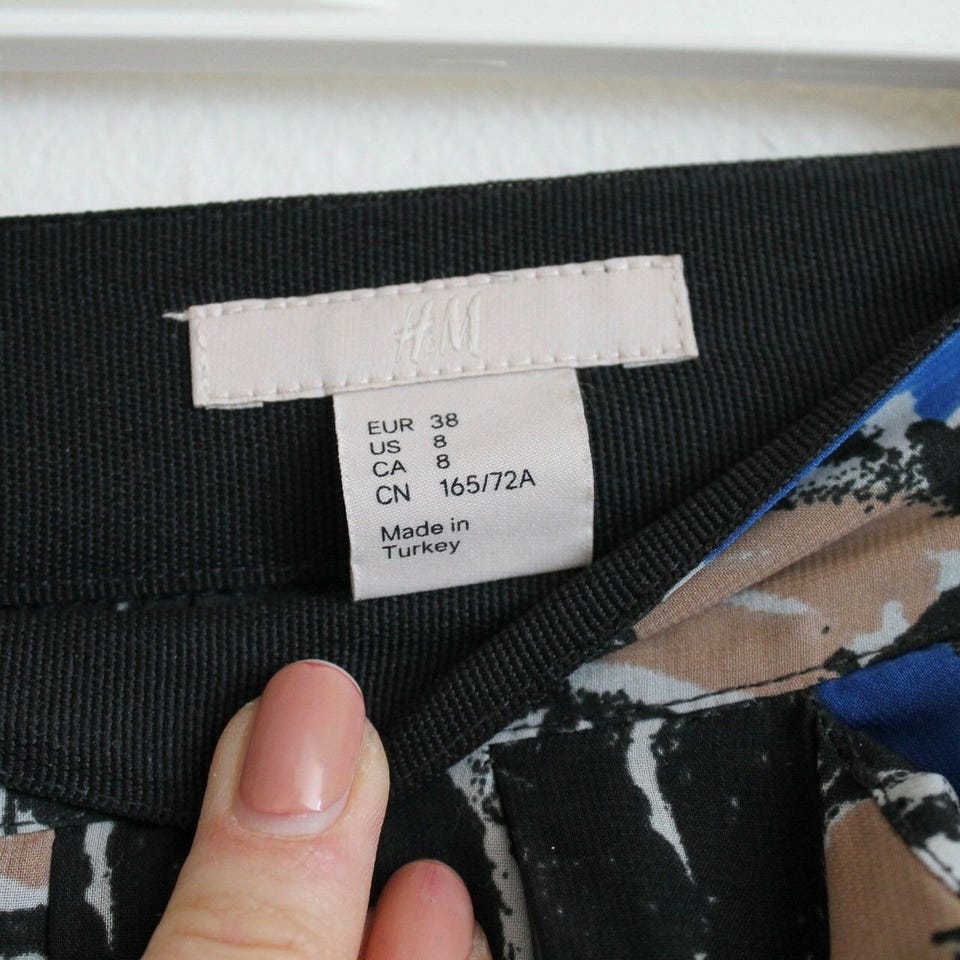 H&M
EUR 38
US 8
CA 8
CN 165/72A
Made in
Turkey